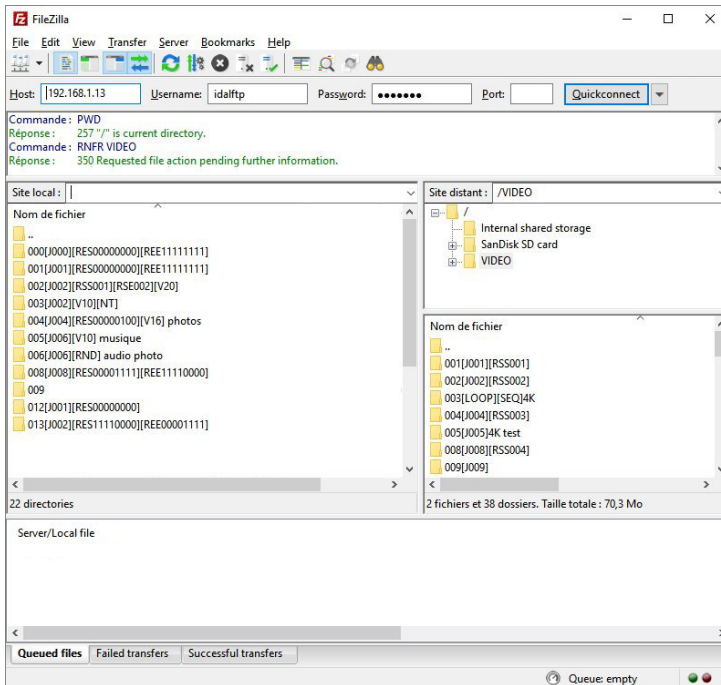 FileZilla
File Edit View Transfer Server Bookmarks Help
Host: 192.168.1.13 Username: idalftp Password: ●●●●●●● Port: Quickconnect
Commande : PWD
Réponse : 257 "/" is current directory.
Commande : RNFR VIDEO
Réponse : 350 Requested file action pending further information.
Site local :
Nom de fichier
..
000[J000][RES00000000][REE11111111]
001[J001][RES00000000][REE11111111]
002[J002][RSS001][RSE002][V20]
003[J002][V10][NT]
004[J004][RES00000100][V16] photos
005[J006][V10] musique
006[J006][RND] audio photo
008[J008][RES00001111][REE11110000]
009
012[J001][RES00000000]
013[J002][RES11110000][REE00001111]
22 directories
Site distant : /VIDEO
/
Internal shared storage
SanDisk SD card
VIDEO
Nom de fichier
..
001[J001][RSS001]
002[J002][RSS002]
003[LOOP][SEQ]4K
004[J004][RSS003]
005[J005]4K test
008[J008][RSS004]
009[J009]
2 fichiers et 38 dossiers. Taille totale : 70,3 Mo
Server/Local file
Queued files Failed transfers Successful transfers
Queue: empty